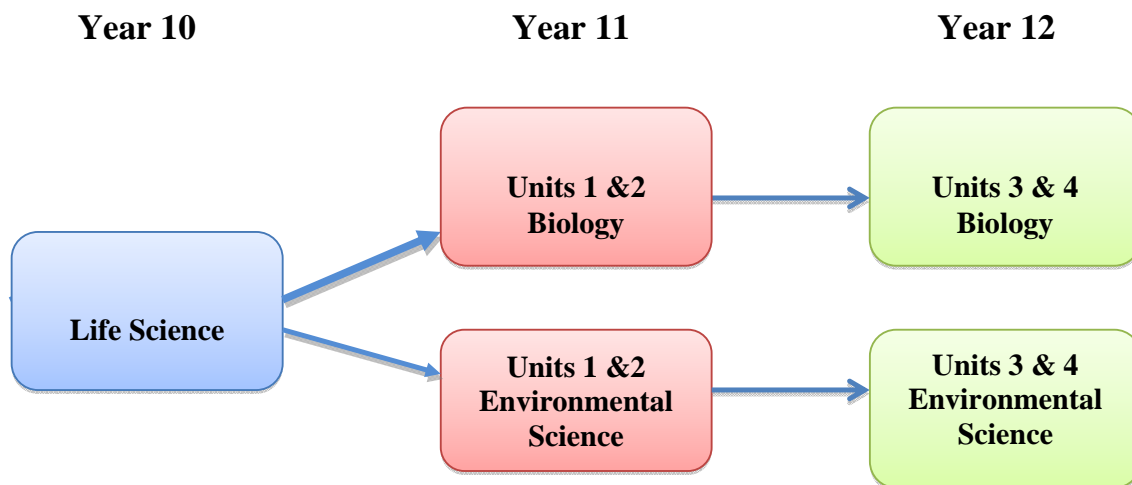 Year 10
Year 11
Year 12
Life Science
Units 1 &2
Biology
Units 3 & 4
Biology
Units 1 &2
Environmental
Science
Units 3 & 4
Environmental
Science